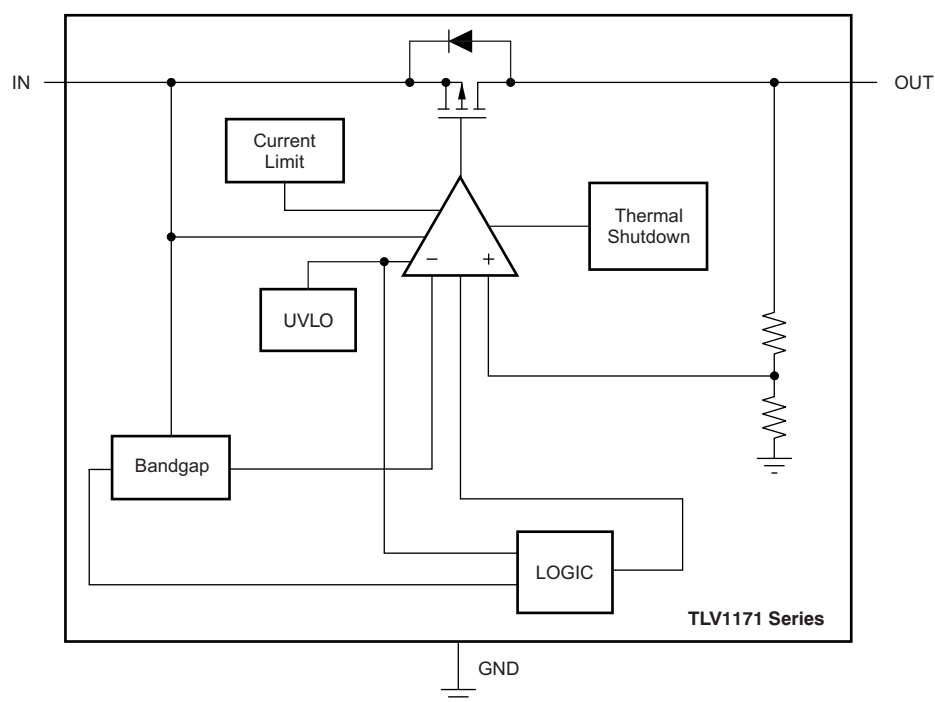 IN
OUT
Current
Limit
Thermal
Shutdown
− +
UVLO
Bandgap
LOGIC
TLV1171 Series
GND